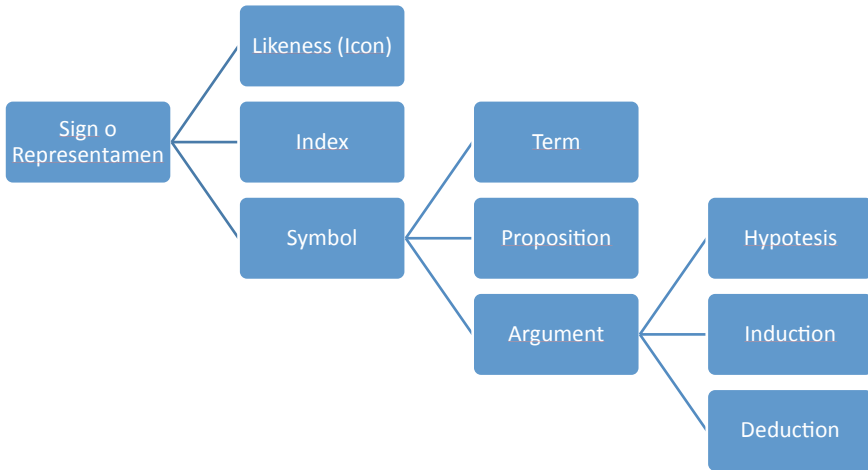 Likeness (Icon)
Sign o
Representamen
Index
Term
Symbol
Proposition
Hypotesis
Argument
Induction
Deduction